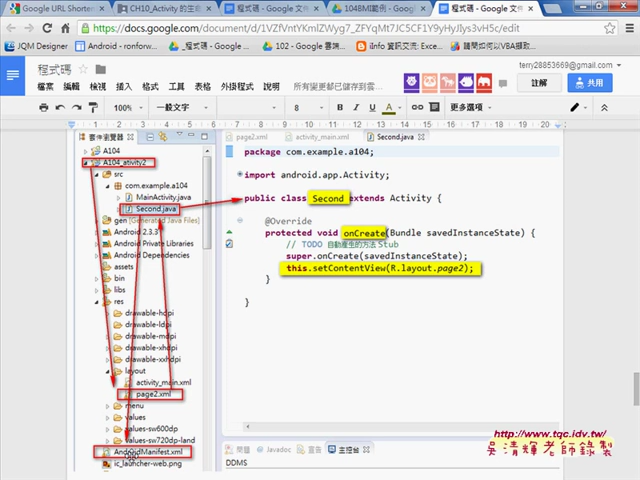 Google URL Shorte
CH10_Activity 的生
程式碼 - Google
104BMI範例 - Goog
程式碼 - Google
https://docs.google.com/document/d/1VZfVntYKmlZWyg7_ZFYqMt7JC5CF1Y9yHyJIys3vH5c/edit
JQM Designer
Android - ronforw
_程式碼 - Google
102 - 雲端
iInfo 資訊交流: Excel
請問如何以VBA擷取
程式碼
terry28853669@gmail.com
檔案 編輯 檢視 插入 格式 工具 表格 外掛程式 說明
所有變更都已儲存到雲
註解
共用
100%
一般文字
8
B I U A
更多選項
套件瀏覽器
page2.xml
activity_main.xml
Second.java
A104
A104_ativity2
src
com.example.a104
MainActivity.java
Second.java
gen [Generated Java Files]
Android 2.3.3
Android Private Libraries
Android Dependencies
assets
bin
libs
res
drawable-hdpi
drawable-ldpi
drawable-mdpi
drawable-xhdpi
drawable-xxhdpi
layout
activity_main.xml
page2.xml
menu
values
values-sw600dp
values-sw720dp-land
AndroidManifest.xml
ic_launcher-web.png
package com.example.a104;
import android.app.Activity;
public class Second extends Activity {
@Override
protected void onCreate(Bundle savedInstanceState) {
// TODO 自動產生的方法 Stub
super.onCreate(savedInstanceState);
this.setContentView(R.layout.page2);
}
}
問題
Javadoc
宣告
主控台
DDMS
http://www.tqc.idv.tw/
吳清輝老師錄製